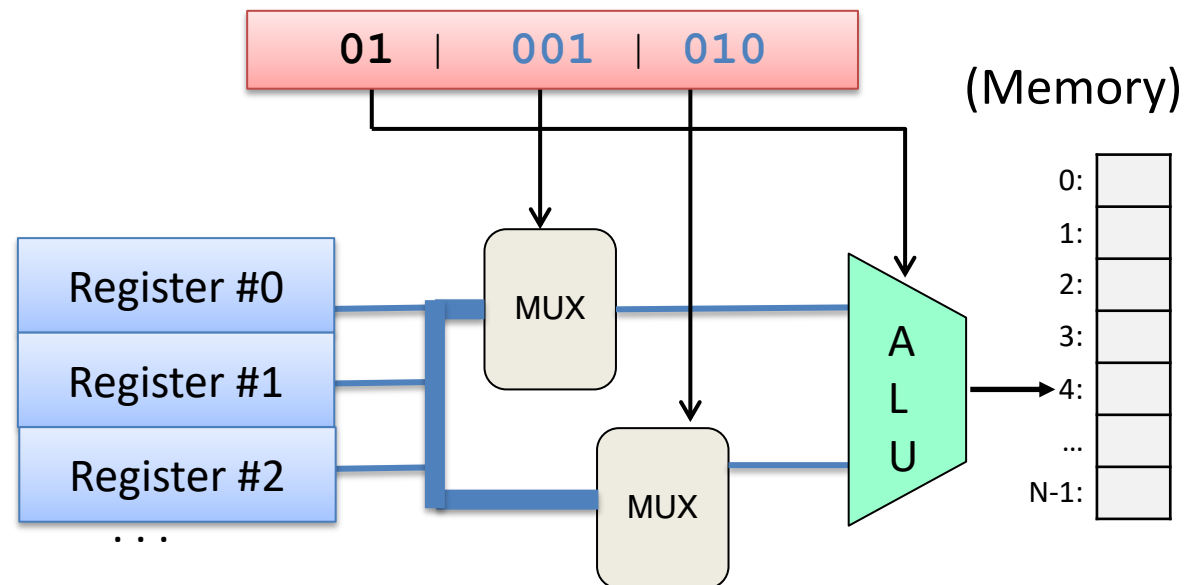 01 | 001 | 010
(Memory)
0:
1:
2:
3:
4:
...
N-1:
Register #0
Register #1
Register #2
. . .
MUX
MUX
A
L
U